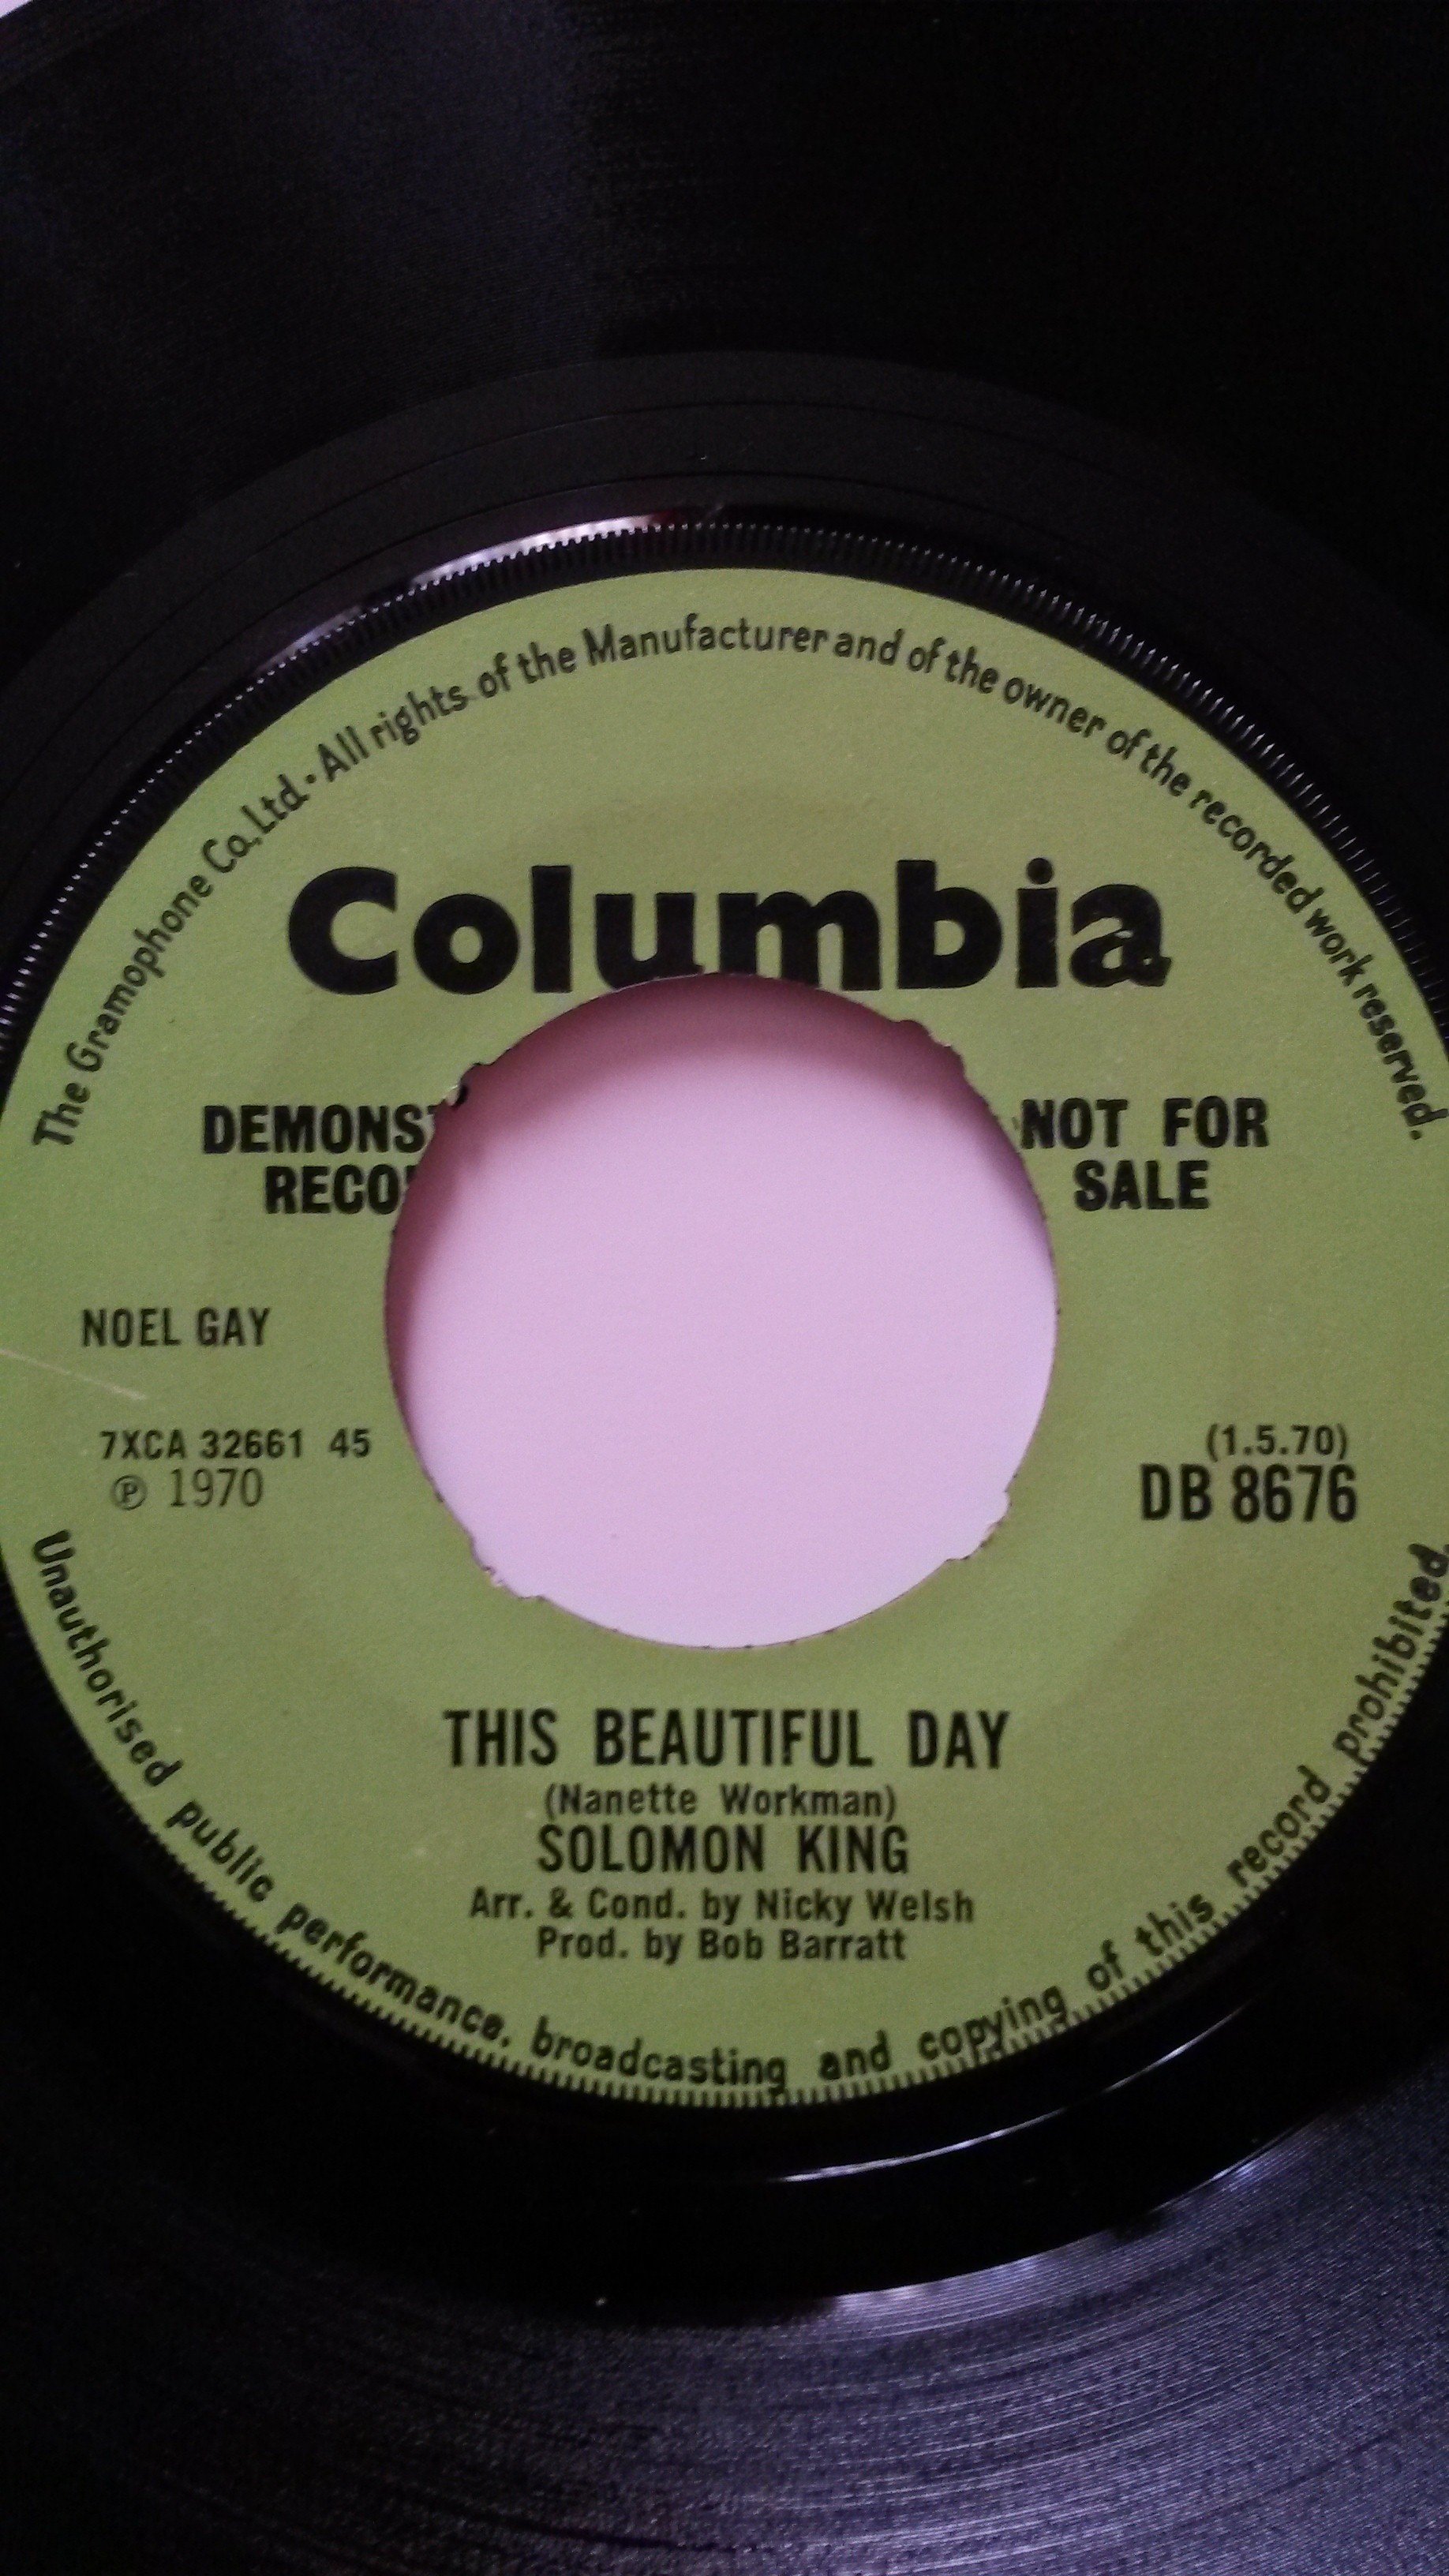 The Gramophone Co., Ltd. · All rights of the Manufacturer and of the owner of the recorded work reserved.
Columbia
DEMONST NOT FOR
RECO SALE
NOEL GAY
7XCA 32661 45
℗ 1970
(1.5.70)
DB 8676
THIS BEAUTIFUL DAY
(Nanette Workman)
SOLOMON KING
Arr. & Cond. by Nicky Welsh
Prod. by Bob Barratt
Unauthorised public performance, broadcasting and copying of this record prohibited.